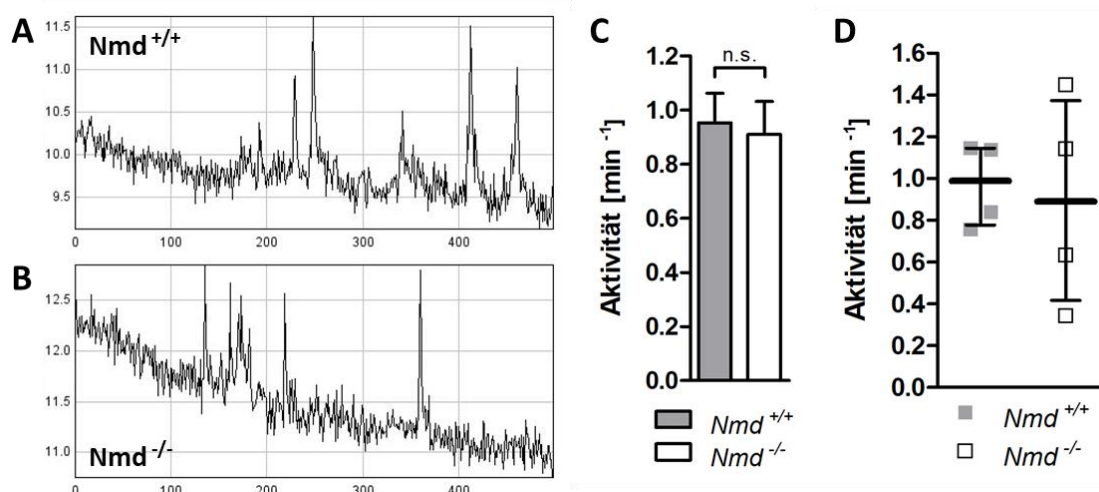 A
Nmd +/+
11.5
11.0
10.5
10.0
9.5
0 100 200 300 400
B
12.5
12.0
11.5
11.0
Nmd -/-
0 100 200 300 400
C
Aktivität [min -1]
1.2
1.0
0.8
0.6
0.4
0.2
0.0
n.s.
Nmd +/+
Nmd -/-
D
Aktivität [min -1]
1.6
1.4
1.2
1.0
0.8
0.6
0.4
0.2
0.0
Nmd +/+
Nmd -/-